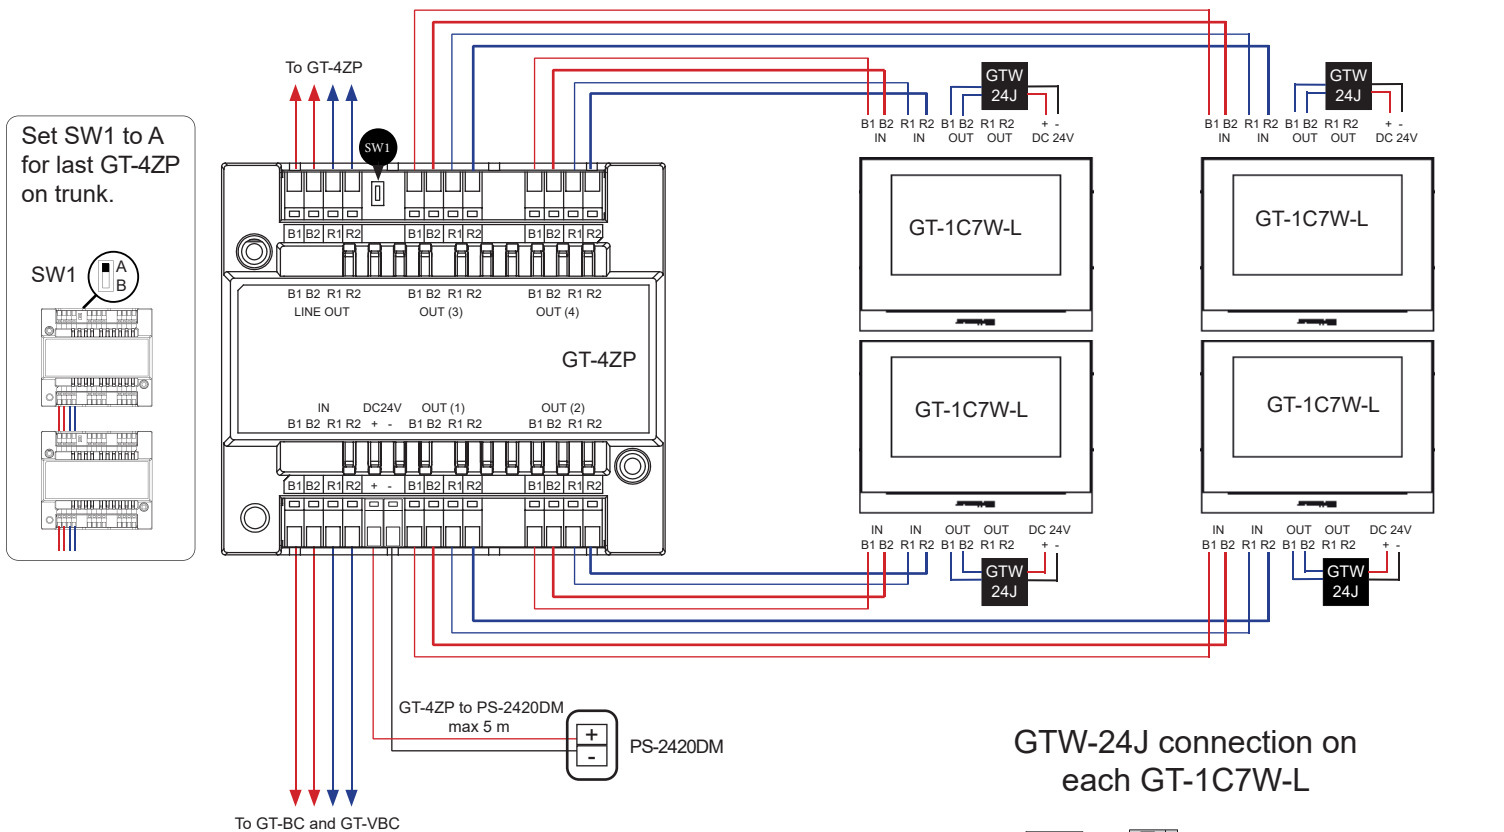 To GT-4ZP
Set SW1 to A
for last GT-4ZP
on trunk.
SW1
A
B
SW1
B1 B2 R1 R2 B1 B2 R1 R2 B1 B2 R1 R2
B1 B2 R1 R2 B1 B2 R1 R2 B1 B2 R1 R2
LINE OUT OUT (3) OUT (4)
GT-4ZP
IN DC24V OUT (1) OUT (2)
B1 B2 R1 R2 + - B1 B2 R1 R2 B1 B2 R1 R2
B1 B2 R1 R2 + - B1 B2 R1 R2 B1 B2 R1 R2
GTW
24J
B1 B2 R1 R2 B1 B2 R1 R2 + -
IN IN OUT OUT DC 24V
GT-1C7W-L
GTW
24J
B1 B2 R1 R2 B1 B2 R1 R2 + -
IN IN OUT OUT DC 24V
GT-1C7W-L
GT-1C7W-L
IN IN OUT OUT DC 24V
B1 B2 R1 R2 B1 B2 R1 R2 + -
GTW
24J
GT-1C7W-L
IN IN OUT OUT DC 24V
B1 B2 R1 R2 B1 B2 R1 R2 + -
GTW
24J
GT-4ZP to PS-2420DM
max 5 m
+
-
PS-2420DM
To GT-BC and GT-VBC
GTW-24J connection on
each GT-1C7W-L